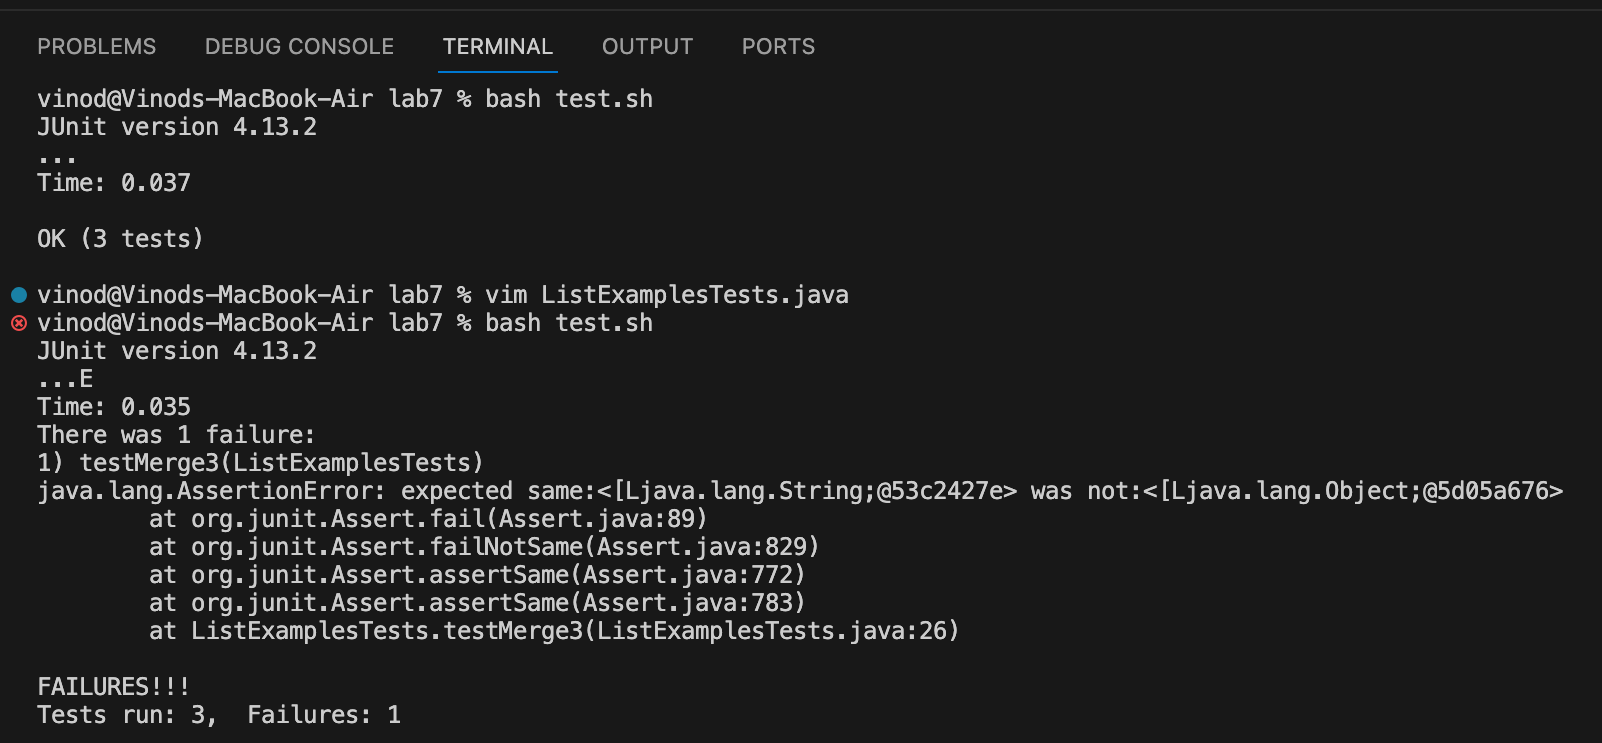 PROBLEMS DEBUG CONSOLE TERMINAL OUTPUT PORTS
vinod@Vinods-MacBook-Air lab7 % bash test.sh
JUnit version 4.13.2
...
Time: 0.037
OK (3 tests)
vinod@Vinods-MacBook-Air lab7 % vim ListExamplesTests.java
vinod@Vinods-MacBook-Air lab7 % bash test.sh
JUnit version 4.13.2
...E
Time: 0.035
There was 1 failure:
1) testMerge3(ListExamplesTests)
java.lang.AssertionError: expected same:<[Ljava.lang.String;@53c2427e> was not:<[Ljava.lang.Object;@5d05a676>
at org.junit.Assert.fail(Assert.java:89)
at org.junit.Assert.failNotSame(Assert.java:829)
at org.junit.Assert.assertSame(Assert.java:772)
at org.junit.Assert.assertSame(Assert.java:783)
at ListExamplesTests.testMerge3(ListExamplesTests.java:26)
FAILURES!!!
Tests run: 3,  Failures: 1